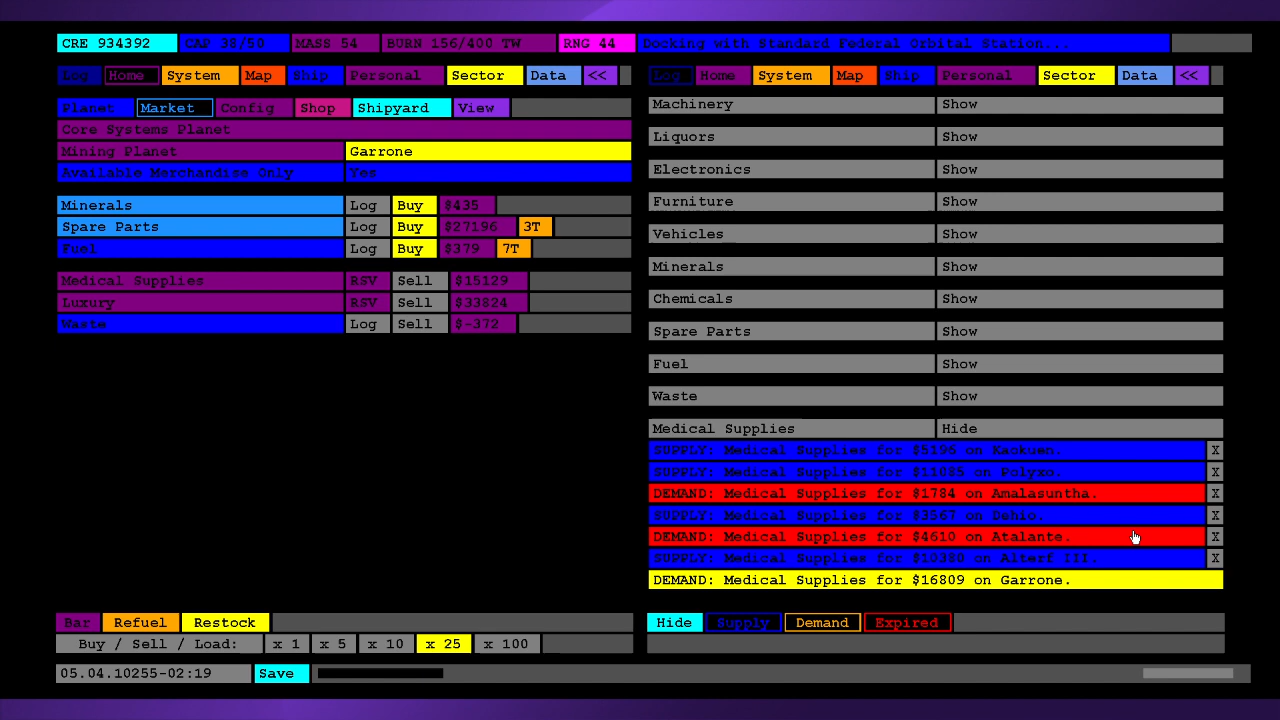 CRE 934392 CAP 38/50 MASS 54 BURN 156/400 TW RNG 44 Docking with Standard Federal Orbital Station...
Log Home System Map Ship Personal Sector Data <<
Planet Market Config Shop Shipyard View
Core Systems Planet
Mining Planet Garrone
Available Merchandise Only Yes
Minerals Log Buy $435
Spare Parts Log Buy $27196 3T
Fuel Log Buy $379 7T
Medical Supplies RSV Sell $15129
Luxury RSV Sell $33824
Waste Log Sell $-372
Bar Refuel Restock
Buy / Sell / Load: x 1 x 5 x 10 x 25 x 100
05.04.10255-02:19 Save
Log Home System Map Ship Personal Sector Data <<
Machinery Show
Liquors Show
Electronics Show
Furniture Show
Vehicles Show
Minerals Show
Chemicals Show
Spare Parts Show
Fuel Show
Waste Show
Medical Supplies Hide
SUPPLY: Medical Supplies for $5196 on Kaokuen. X
SUPPLY: Medical Supplies for $11085 on Polyxo. X
DEMAND: Medical Supplies for $1784 on Amalasuntha. X
SUPPLY: Medical Supplies for $3567 on Dehio. X
DEMAND: Medical Supplies for $4610 on Atalante. X
SUPPLY: Medical Supplies for $10380 on Alterf III. X
DEMAND: Medical Supplies for $16809 on Garrone.
Hide Supply Demand Expired